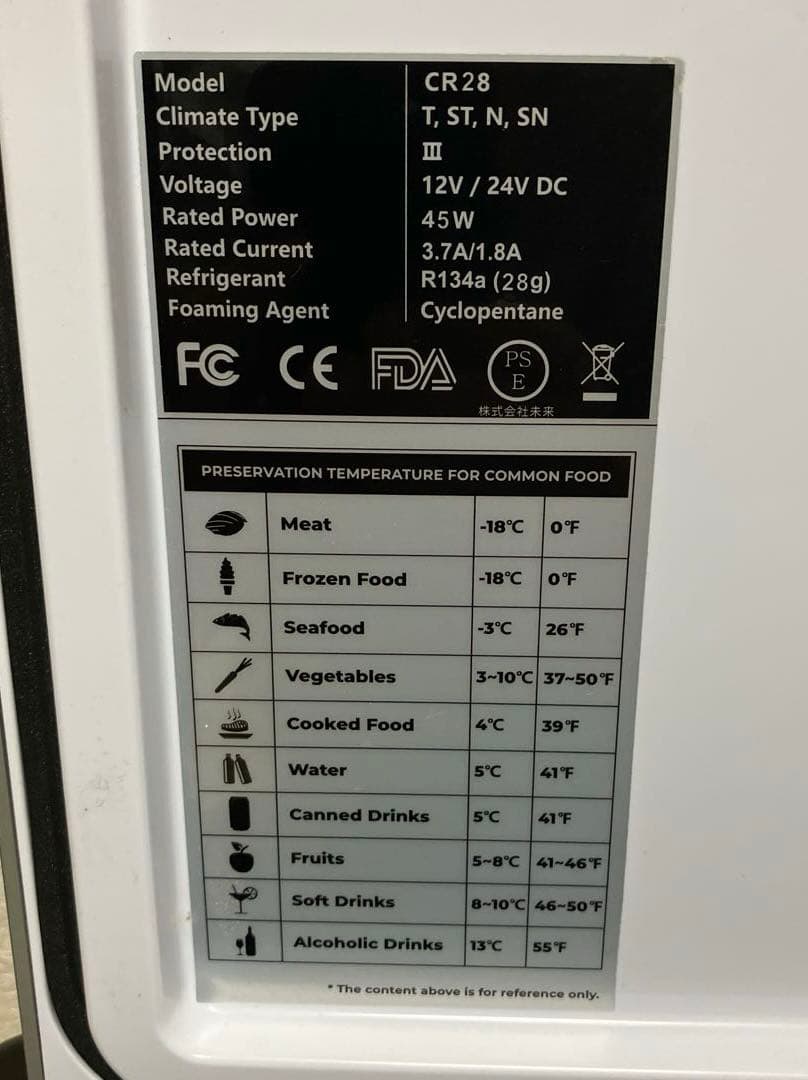 Model CR28
Climate Type T, ST, N, SN
Protection III
Voltage 12V / 24V DC
Rated Power 45W
Rated Current 3.7A/1.8A
Refrigerant R134a (28g)
Foaming Agent Cyclopentane
FC CE FDA PS E
株式会社未来
PRESERVATION TEMPERATURE FOR COMMON FOOD
Meat -18℃ 0℉
Frozen Food -18℃ 0℉
Seafood -3℃ 26℉
Vegetables 3~10℃ 37~50℉
Cooked Food 4℃ 39℉
Water 5℃ 41℉
Canned Drinks 5℃ 41℉
Fruits 5~8℃ 41~46℉
Soft Drinks 8~10℃ 46~50℉
Alcoholic Drinks 13℃ 55℉
* The content above is for reference only.